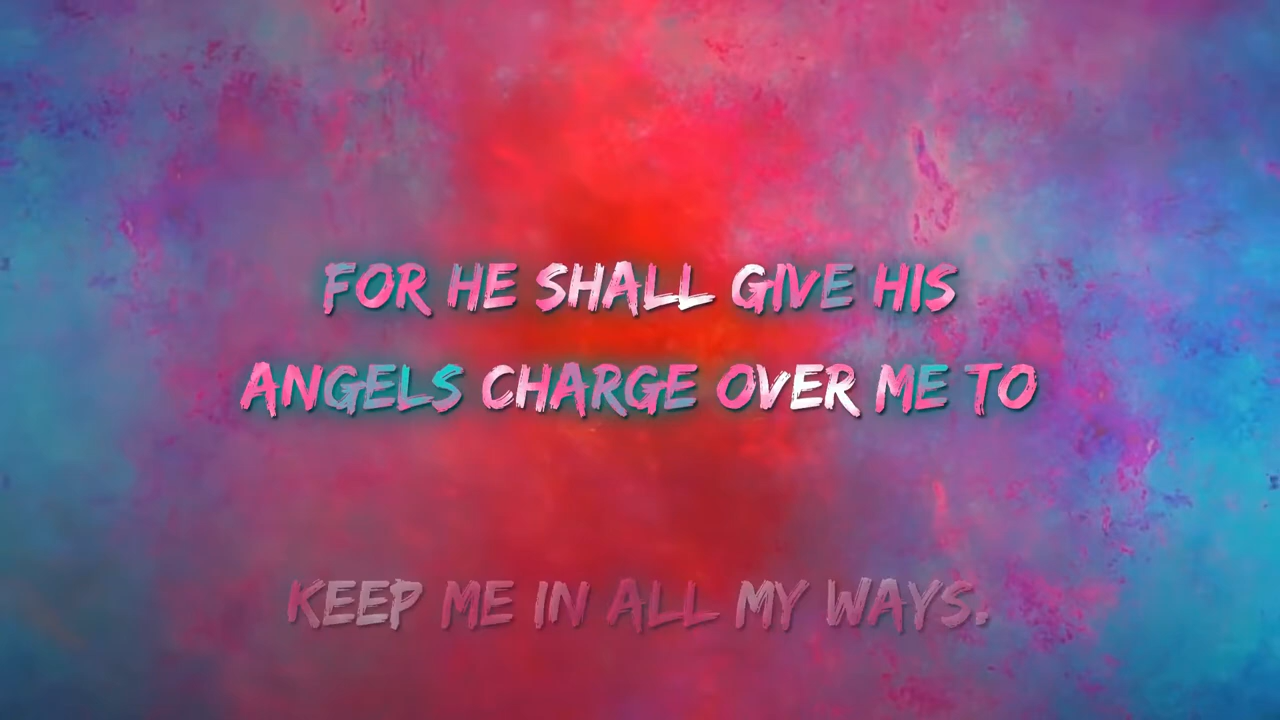 FOR HE SHALL GIVE HIS
ANGELS CHARGE OVER ME TO
KEEP ME IN ALL MY WAYS.